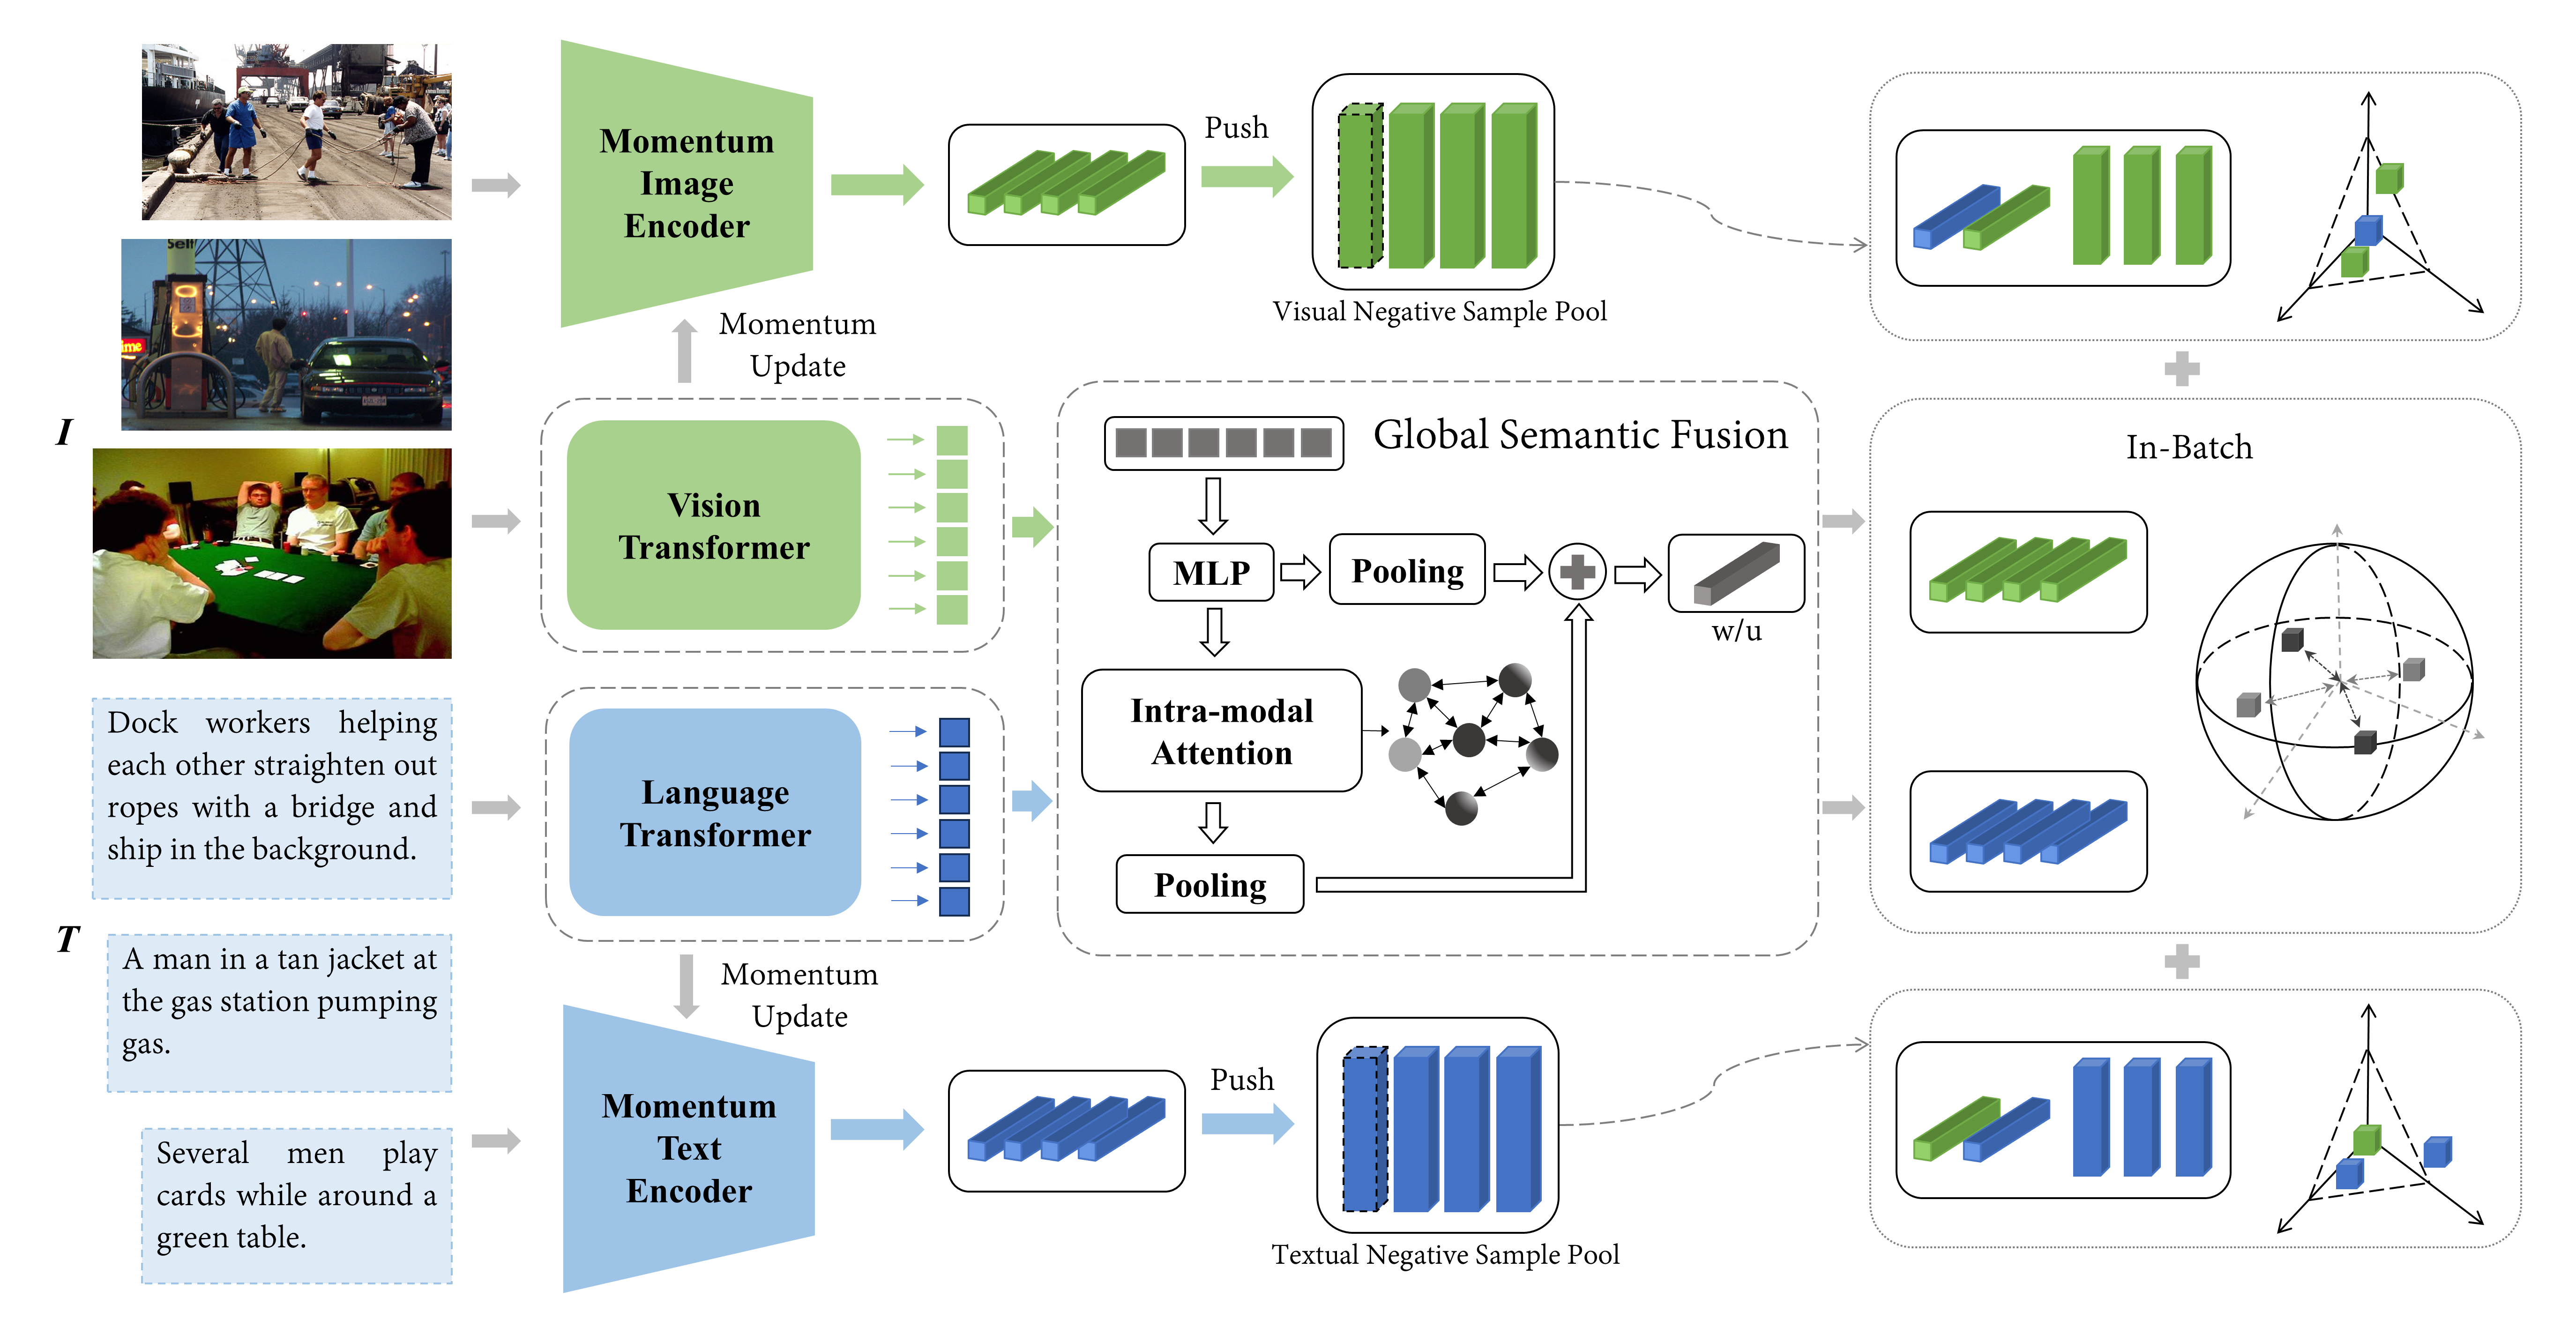 I
Self
ime
Dock workers helping
each other straighten out
ropes with a bridge and
ship in the background.
T
A man in a tan jacket at
the gas station pumping
gas.
Several men play
cards while around a
green table.
Momentum
Image
Encoder
Push
Visual Negative Sample Pool
Momentum
Update
Vision
Transformer
Language
Transformer
Momentum
Update
Momentum
Text
Encoder
Push
Textual Negative Sample Pool
Global Semantic Fusion
MLP
Pooling
w/u
Intra-modal
Attention
Pooling
In-Batch